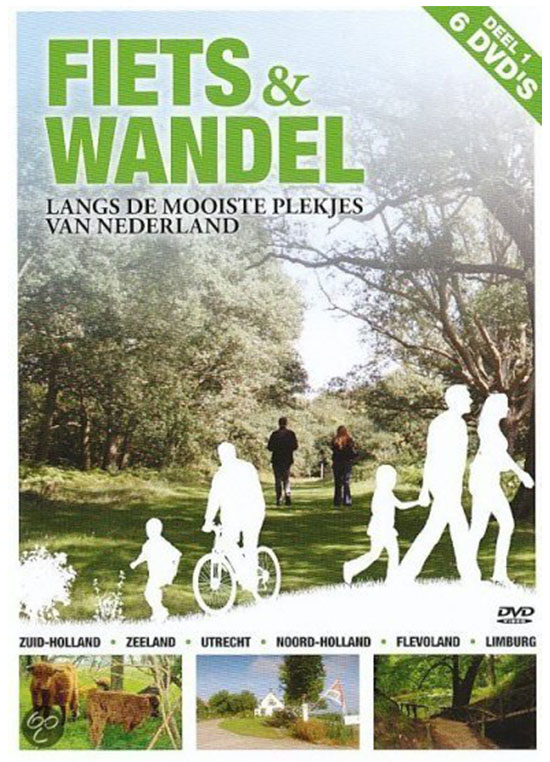 DEEL 1
6 DVD'S
FIETS &
WANDEL
LANGS DE MOOISTE PLEKJES
VAN NEDERLAND
DVD
VIDEO
ZUID-HOLLAND • ZEELAND • UTRECHT • NOORD-HOLLAND • FLEVOLAND • LIMBURG